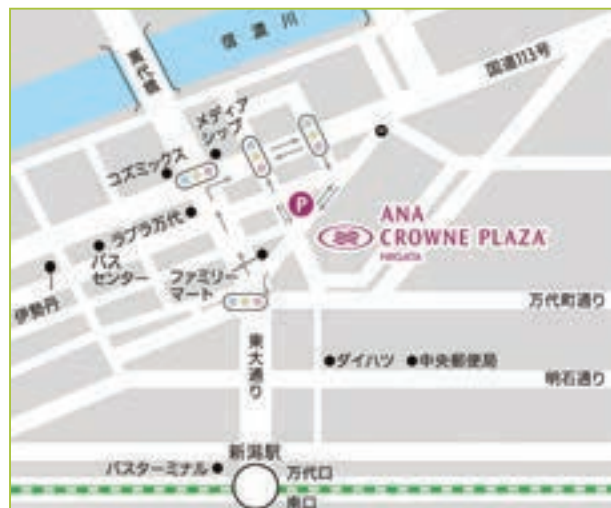 信濃川
萬代橋
国道113号
メディア
シップ
コズミックス
ラブラ万代
バス
センター
伊勢丹
ファミリー
マート
P
ANA
CROWNE PLAZA
NIIGATA
万代町通り
東大通り
ダイハツ
中央郵便局
明石通り
新潟駅
バスターミナル
万代口
南口